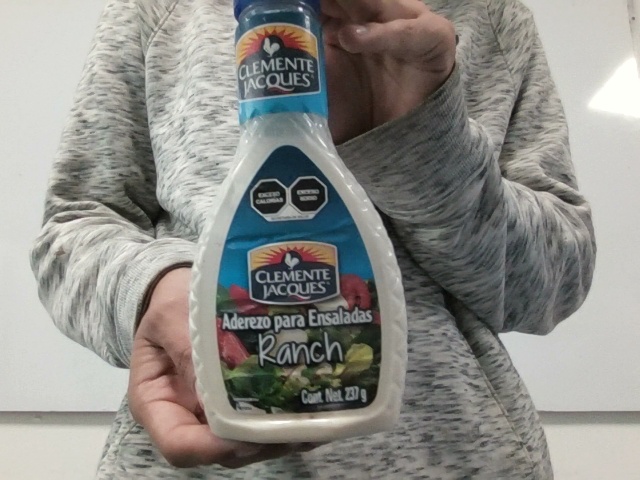 CLEMENTE
JACQUES
EXCESO
CALORÍAS
EXCESO
SODIO
CLEMENTE
JACQUES
Aderezo para Ensaladas
Ranch
Cont. Net. 237 g